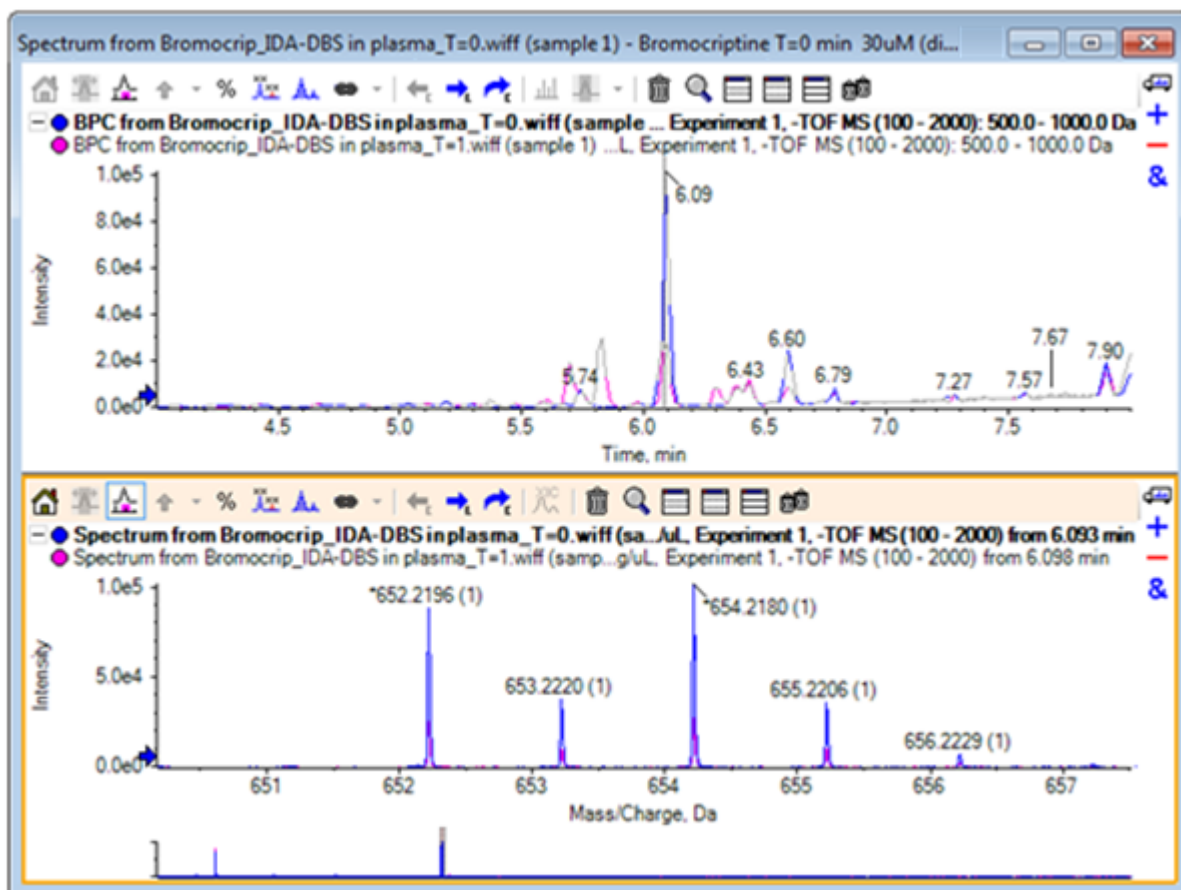 Spectrum from Bromocrip_IDA-DBS in plasma_T=0.wiff (sample 1) - Bromocriptine T=0 min 30uM (di...
%
BPC from Bromocrip_IDA-DBS in plasma_T=0.wiff (sample ... Experiment 1, -TOF MS (100 - 2000): 500.0 - 1000.0 Da
BPC from Bromocrip_IDA-DBS in plasma_T=1.wiff (sample 1) ...L, Experiment 1, -TOF MS (100 - 2000): 500.0 - 1000.0 Da
&
1.0e5
8.0e4
6.0e4
4.0e4
2.0e4
0.0e0
Intensity
6.09
5.74
6.43
6.60
6.79
7.27
7.57
7.67
7.90
4.5 5.0 5.5 6.0 6.5 7.0 7.5
Time, min
%
Spectrum from Bromocrip_IDA-DBS in plasma_T=0.wiff (sa.../uL, Experiment 1, -TOF MS (100 - 2000) from 6.093 min
Spectrum from Bromocrip_IDA-DBS in plasma_T=1.wiff (samp...g/uL, Experiment 1, -TOF MS (100 - 2000) from 6.098 min
&
1.0e5
5.0e4
0.0e0
Intensity
*652.2196 (1)
653.2220 (1)
*654.2180 (1)
655.2206 (1)
656.2229 (1)
651 652 653 654 655 656 657
Mass/Charge, Da